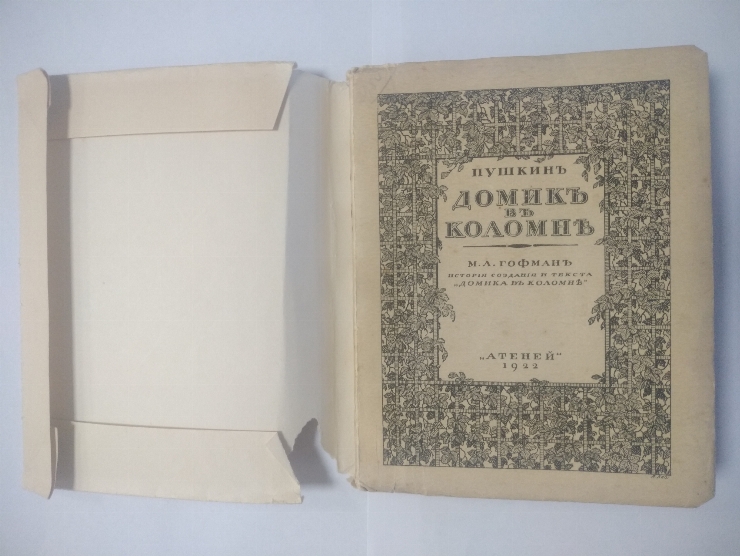 ПУШКИНЪ
ДОМИКЪ
ВЪ
КОЛОМНѢ
М.Л.ГОФМАНЪ
ИСТОРІЯ СОЗДАНІЯ И ТЕКСТА
„ДОМИКА ВЪ КОЛОМНѢ"
„АТЕНЕЙ"
1922